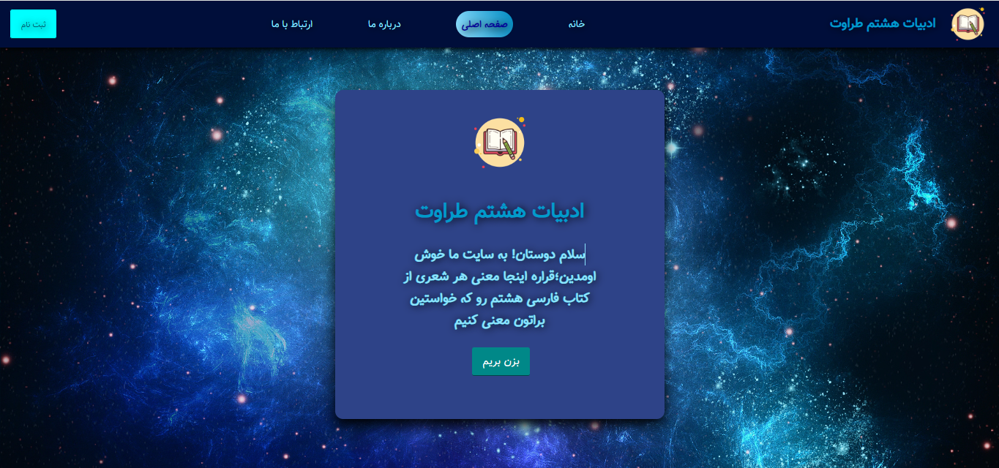 ادبیات هشتم طراوت
خانه
صفحه اصلی
درباره ما
ارتباط با ما
ثبت نام
ادبیات هشتم طراوت
سلام دوستان! به سایت ما خوش
اومدین؛قراره اینجا معنی هر شعری از
کتاب فارسی هشتم رو که خواستین
براتون معنی کنیم
بزن بریم